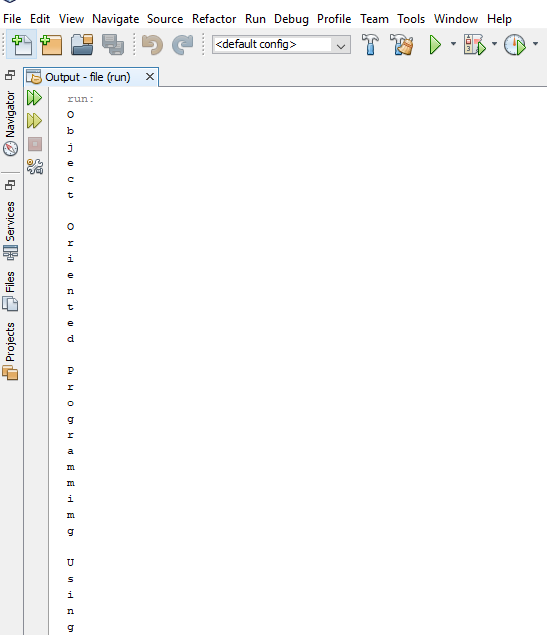 File Edit View Navigate Source Refactor Run Debug Profile Team Tools Window Help
<default config>
Output - file (run)
Navigator
Services
Files
Projects
run:
O
b
j
e
c
t
O
r
i
e
n
t
e
d
P
r
o
g
r
a
m
m
i
m
g
U
s
i
n
g